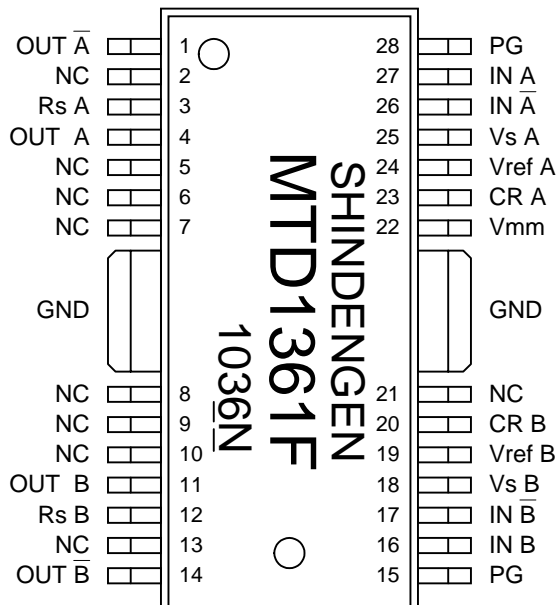 OUT A̅ 1 28 PG
NC 2 27 IN A
Rs A 3 26 IN A̅
OUT A 4 25 Vs A
NC 5 24 Vref A
NC 6 23 CR A
NC 7 22 Vmm
GND GND
NC 8 21 NC
NC 9 20 CR B
NC 10 19 Vref B
OUT B 11 18 Vs B
Rs B 12 17 IN B̅
NC 13 16 IN B
OUT B̅ 14 15 PG
SHINDENGEN
MTD1361F
1036N